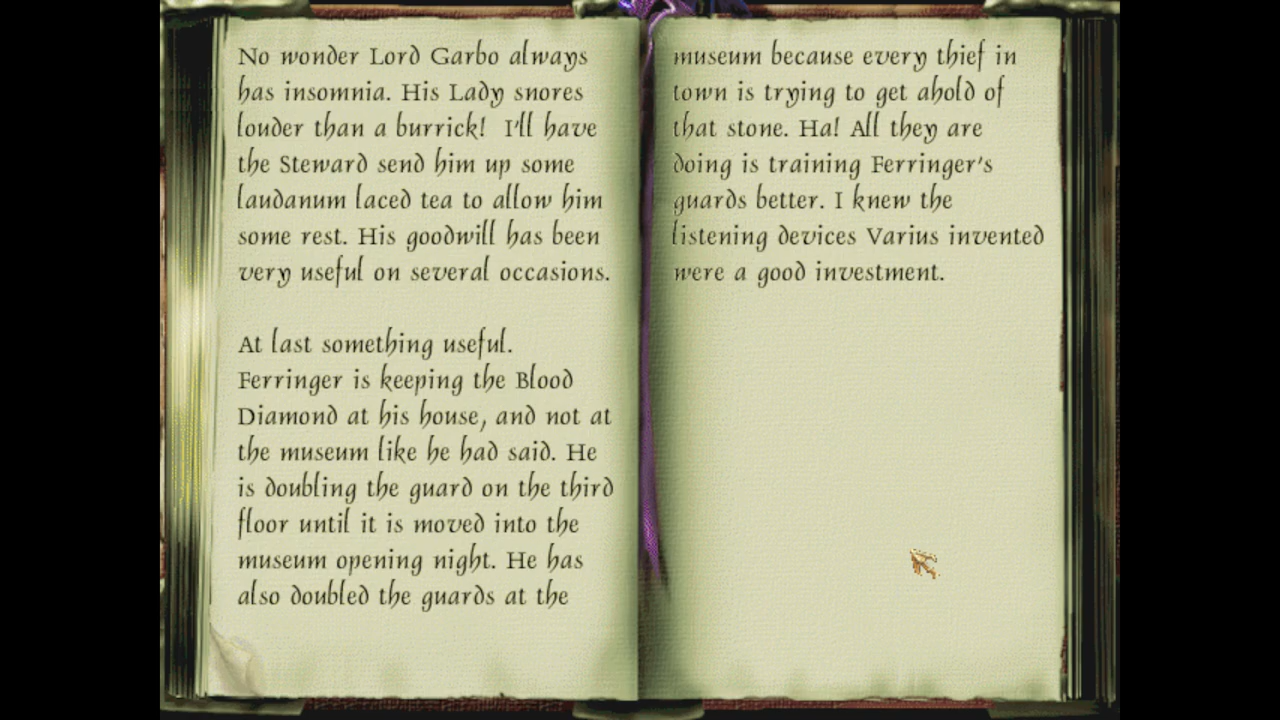 No wonder Lord Garbo always
has insomnia. His Lady snores
louder than a burrick!  I'll have
the Steward send him up some
laudanum laced tea to allow him
some rest. His goodwill has been
very useful on several occasions.
At last something useful.
Ferringer is keeping the Blood
Diamond at his house, and not at
the museum like he had said. He
is doubling the guard on the third
floor until it is moved into the
museum opening night. He has
also doubled the guards at the
museum because every thief in
town is trying to get ahold of
that stone. Ha! All they are
doing is training Ferringer's
guards better. I knew the
listening devices Varius invented
were a good investment.